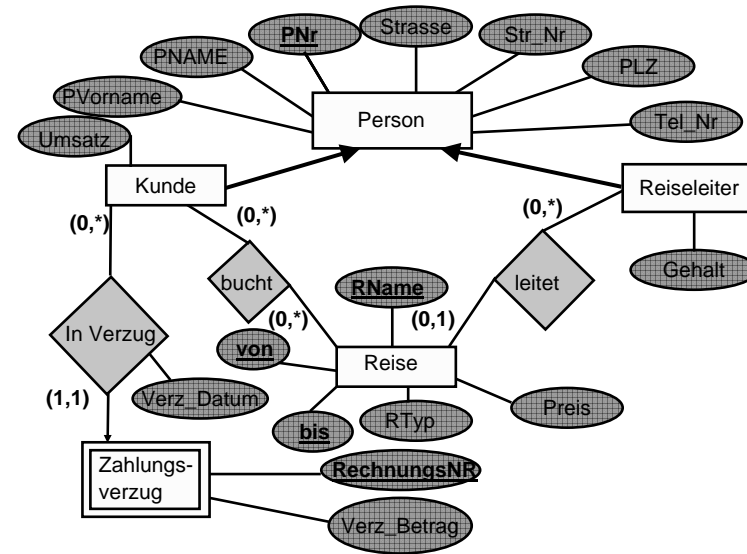 PNr
Strasse
Str_Nr
PNAME
PLZ
PVorname
Person
Tel_Nr
Umsatz
Kunde
Reiseleiter
(0,*)
(0,*)
(0,*)
bucht
leitet
Gehalt
RName
In Verzug
(0,*)
(0,1)
von
Reise
(1,1)
Verz_Datum
RTyp
Preis
bis
Zahlungs-
verzug
RechnungsNR
Verz_Betrag